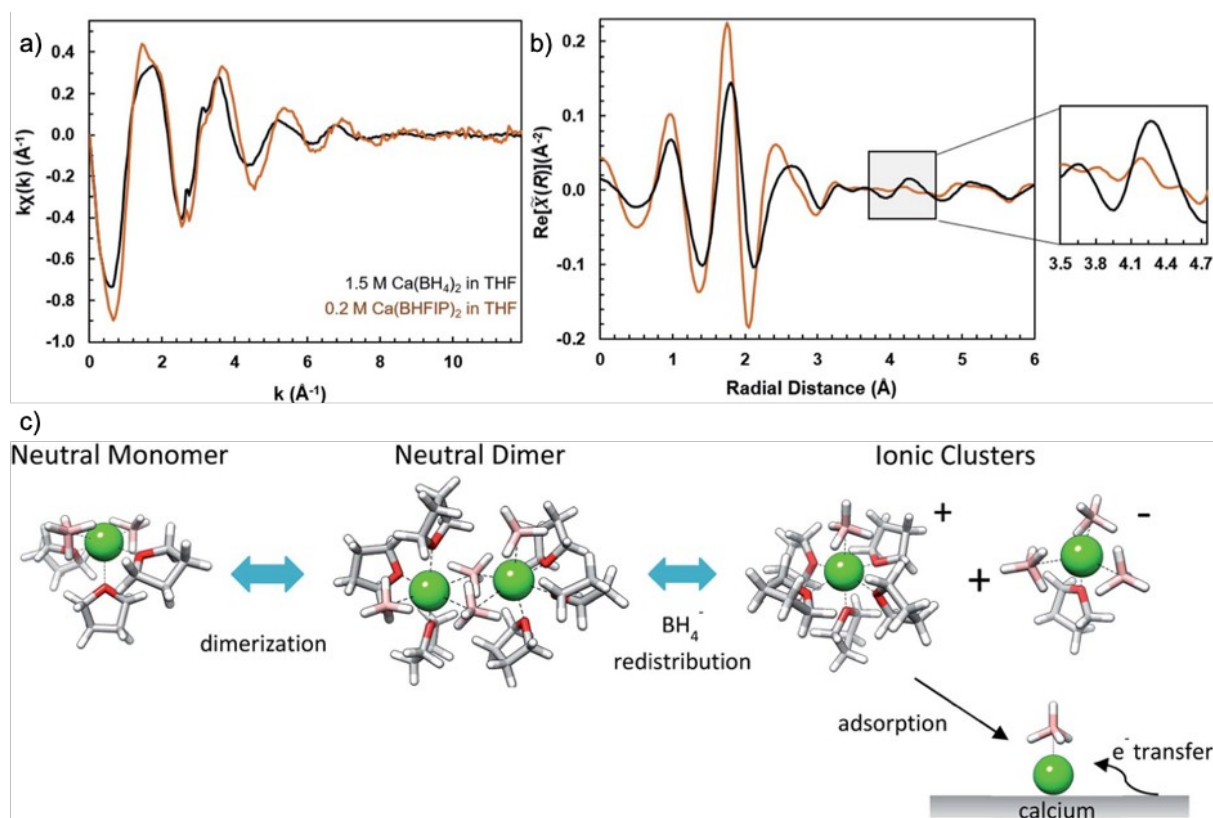 a)
kχ(k) (Å⁻¹)
0.4
0.2
0.0
-0.2
-0.4
-0.6
-0.8
-1.0
0 2 4 6 8 10
k (Å⁻¹)
1.5 M Ca(BH₄)₂ in THF
0.2 M Ca(BHFIP)₂ in THF
b)
Re[χ̃(R)](Å⁻²)
0.2
0.1
0.0
-0.1
-0.2
0 1 2 3 4 5 6
Radial Distance (Å)
3.5 3.8 4.1 4.4 4.7
c)
Neutral Monomer
Neutral Dimer
Ionic Clusters
dimerization
BH₄⁻
redistribution
+
+
-
adsorption
e⁻ transfer
calcium